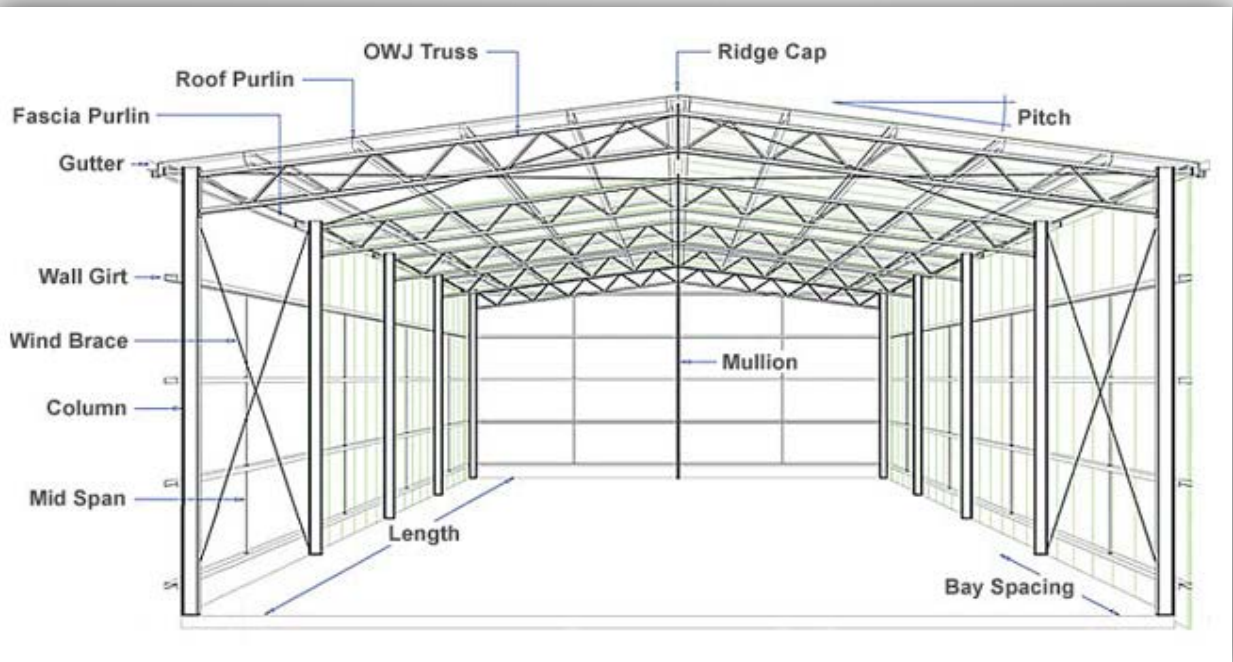 OWJ Truss
Ridge Cap
Roof Purlin
Fascia Purlin
Pitch
Gutter
Wall Girt
Wind Brace
Mullion
Column
Mid Span
Length
Bay Spacing